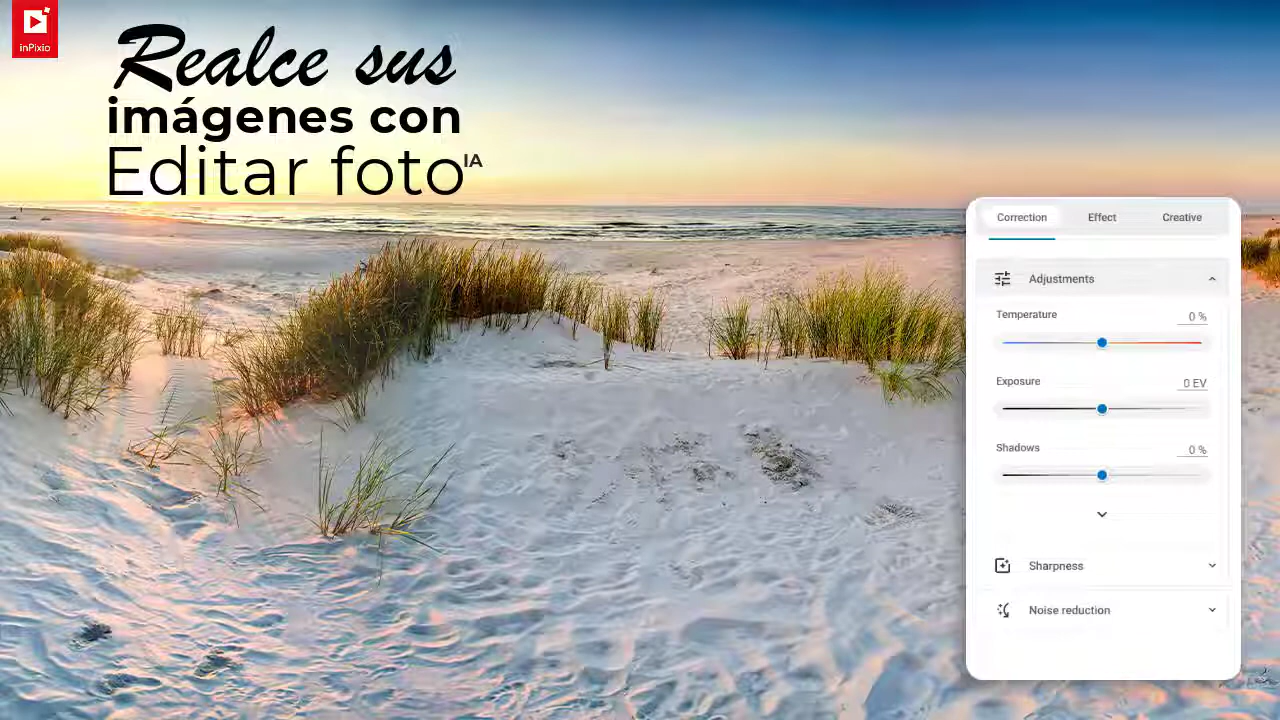 inPixio
Realce sus
imágenes con
Editar foto IA
Correction Effect Creative
Adjustments
Temperature 0 %
Exposure 0 EV
Shadows 0 %
Sharpness
Noise reduction